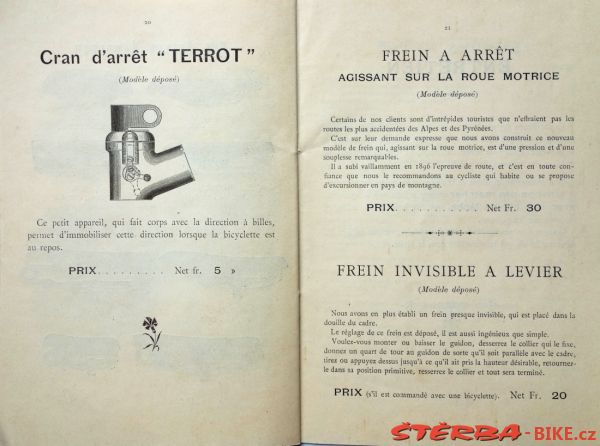 20
Cran d'arrêt "TERROT"
(Modèle déposé)
Ce petit appareil, qui fait corps avec la direction à billes,
permet d'immobiliser cette direction lorsque la bicyclette est
au repos.
PRIX......... Net fr. 5 »
21
FREIN A ARRÊT
AGISSANT SUR LA ROUE MOTRICE
(Modèle déposé)
Certains de nos clients sont d'intrépides touristes que n'effraient pas les
routes les plus accidentées des Alpes et des Pyrénées.
C'est sur leur demande expresse que nous avons construit ce nouveau
modèle de frein qui, agissant sur la roue motrice, est d'une pression et d'une
souplesse remarquables.
Il a subi vaillamment en 1896 l'epreuve de route, et c'est en toute con-
fiance que nous le recommandons au cycliste qui habite ou se propose
d'excursionner en pays de montagne.
PRIX........... Net Fr. 30
FREIN INVISIBLE A LEVIER
(Modèle déposé)
Nous avons en plus établi un frein presque invisible, qui est placé dans la
douille du cadre.
Le réglage de ce frein est déposé, il est aussi ingénieux que simple.
Voulez-vous monter ou baisser le guidon, desserrez le collier qui le fixe,
donnez un quart de tour au guidon de sorte qu'il soit parallèle avec le cadre,
tirez ou appuyez dessus jusqu'à ce qu'il ait pris la hauteur désirable, retournez-
le dans sa position primitive, resserrez le collier et tout sera terminé.
PRIX (s'il est commandé avec une bicyclette). Net Fr. 20
ŠTĚRBA-BIKE.cz